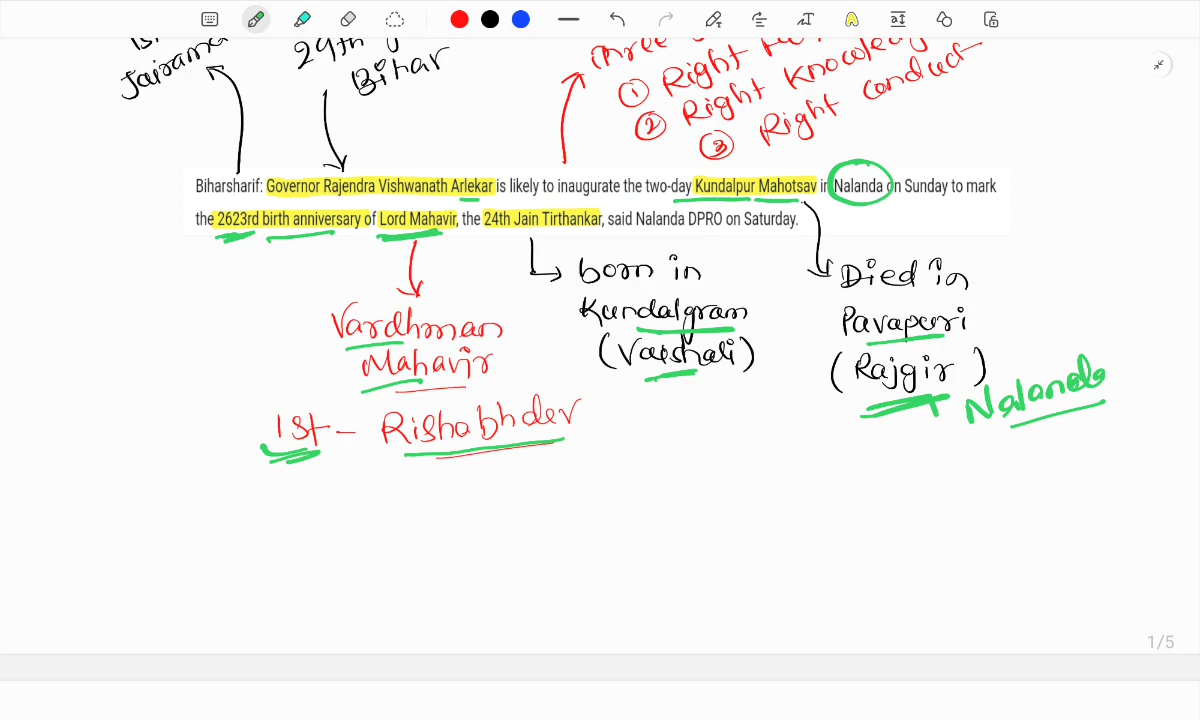 Jairam
29th
Bihar
Three
① Right
② Right Knowledg
③ Right conduct
Biharsharif: Governor Rajendra Vishwanath Arlekar is likely to inaugurate the two-day Kundalpur Mahotsav in Nalanda on Sunday to mark
the 2623rd birth anniversary of Lord Mahavir, the 24th Jain Tirthankar, said Nalanda DPRO on Saturday.
Vardhman
Mahavir
1st - Rishabhdev
born in
Kundalgram
(Vaishali)
Died in
Pavapuri
(Rajgir)
Nalanda
1/5